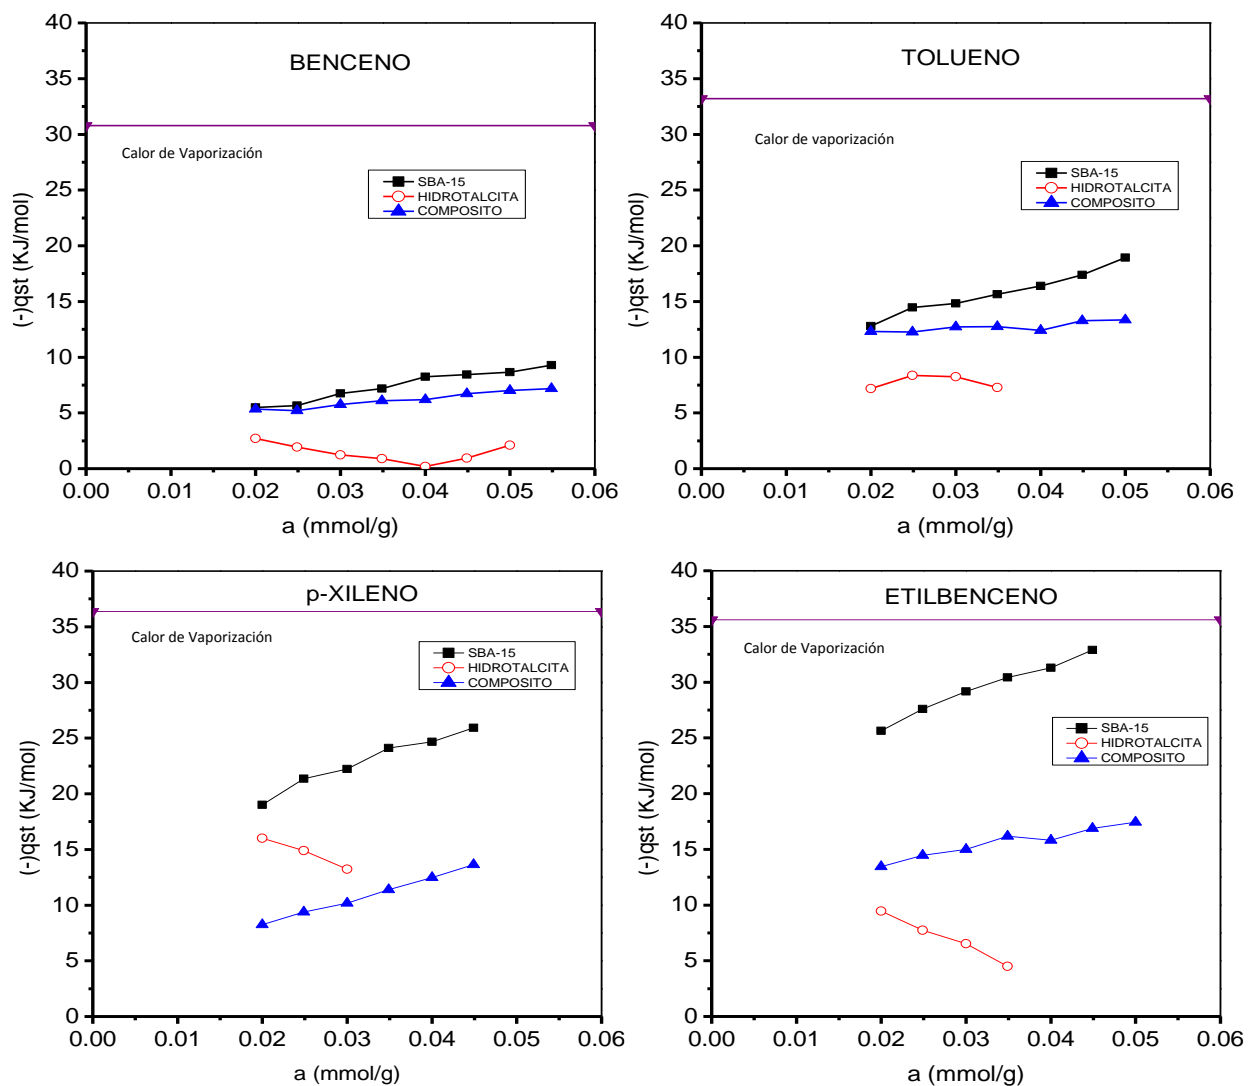 BENCENO
40
35
30
25
20
15
10
5
0
(-)qst (KJ/mol)
Calor de Vaporización
SBA-15
HIDROTALCITA
COMPOSITO
0.00 0.01 0.02 0.03 0.04 0.05 0.06
a (mmol/g)
TOLUENO
40
35
30
25
20
15
10
5
0
(-)qst (KJ/mol)
Calor de vaporización
SBA-15
HIDROTALCITA
COMPOSITO
0.00 0.01 0.02 0.03 0.04 0.05 0.06
a (mmol/g)
p-XILENO
40
35
30
25
20
15
10
5
0
(-)qst (KJ/mol)
Calor de Vaporización
SBA-15
HIDROTALCITA
COMPOSITO
0.00 0.01 0.02 0.03 0.04 0.05 0.06
a (mmol/g)
ETILBENCENO
40
35
30
25
20
15
10
5
0
(-)qst (KJ/mol)
Calor de Vaporización
SBA-15
HIDROTALCITA
COMPOSITO
0.00 0.01 0.02 0.03 0.04 0.05 0.06
a (mmol/g)